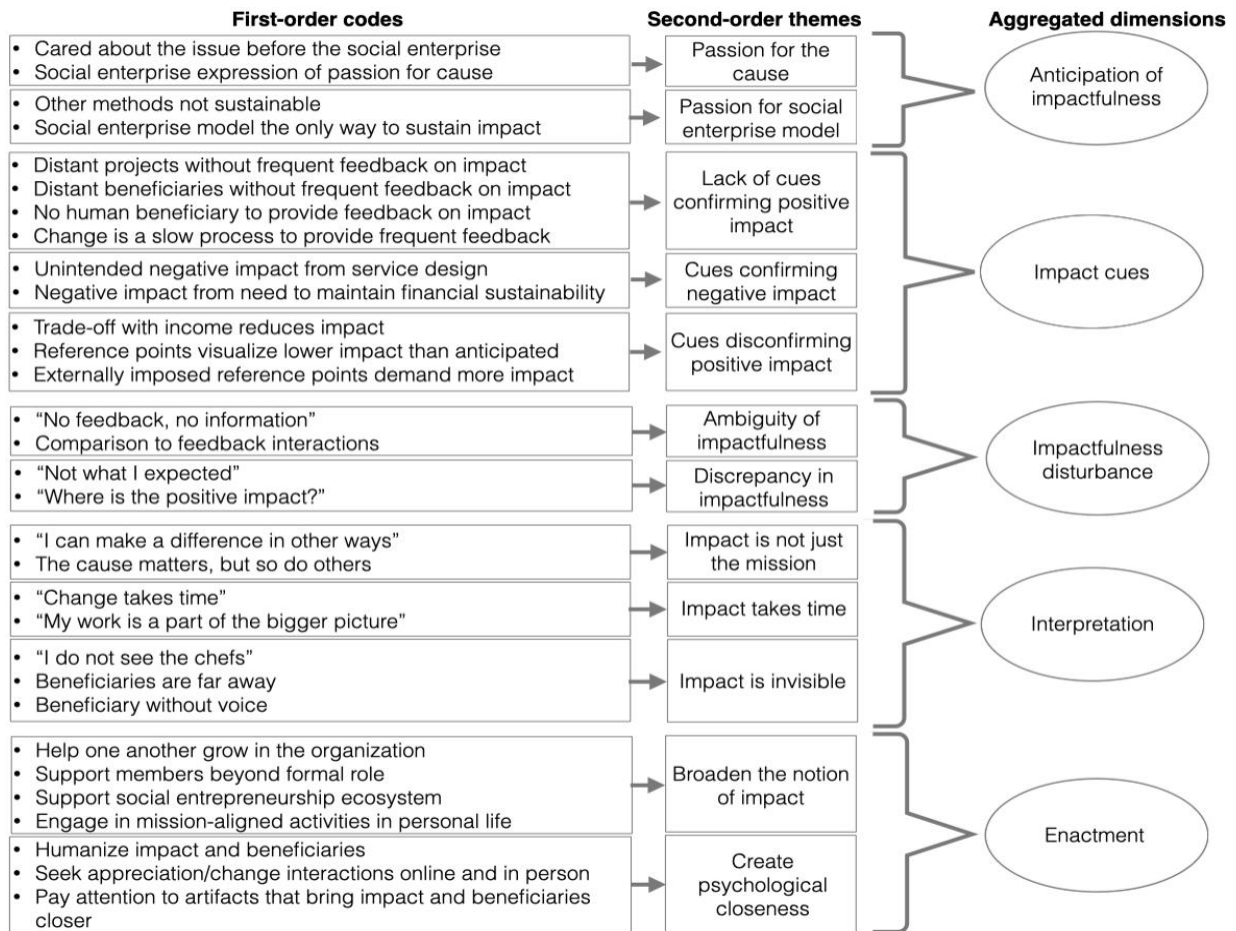 First-order codes
Second-order themes
Aggregated dimensions
• Cared about the issue before the social enterprise
• Social enterprise expression of passion for cause
Passion for the
cause
• Other methods not sustainable
• Social enterprise model the only way to sustain impact
Passion for social
enterprise model
Anticipation of
impactfulness
• Distant projects without frequent feedback on impact
• Distant beneficiaries without frequent feedback on impact
• No human beneficiary to provide feedback on impact
• Change is a slow process to provide frequent feedback
Lack of cues
confirming positive
impact
• Unintended negative impact from service design
• Negative impact from need to maintain financial sustainability
Cues confirming
negative impact
• Trade-off with income reduces impact
• Reference points visualize lower impact than anticipated
• Externally imposed reference points demand more impact
Cues disconfirming
positive impact
Impact cues
• “No feedback, no information”
• Comparison to feedback interactions
Ambiguity of
impactfulness
• “Not what I expected”
• “Where is the positive impact?”
Discrepancy in
impactfulness
Impactfulness
disturbance
• “I can make a difference in other ways”
• The cause matters, but so do others
Impact is not just
the mission
• “Change takes time”
• “My work is a part of the bigger picture”
Impact takes time
• “I do not see the chefs”
• Beneficiaries are far away
• Beneficiary without voice
Impact is invisible
Interpretation
• Help one another grow in the organization
• Support members beyond formal role
• Support social entrepreneurship ecosystem
• Engage in mission-aligned activities in personal life
Broaden the notion
of impact
• Humanize impact and beneficiaries
• Seek appreciation/change interactions online and in person
• Pay attention to artifacts that bring impact and beneficiaries
closer
Create
psychological
closeness
Enactment